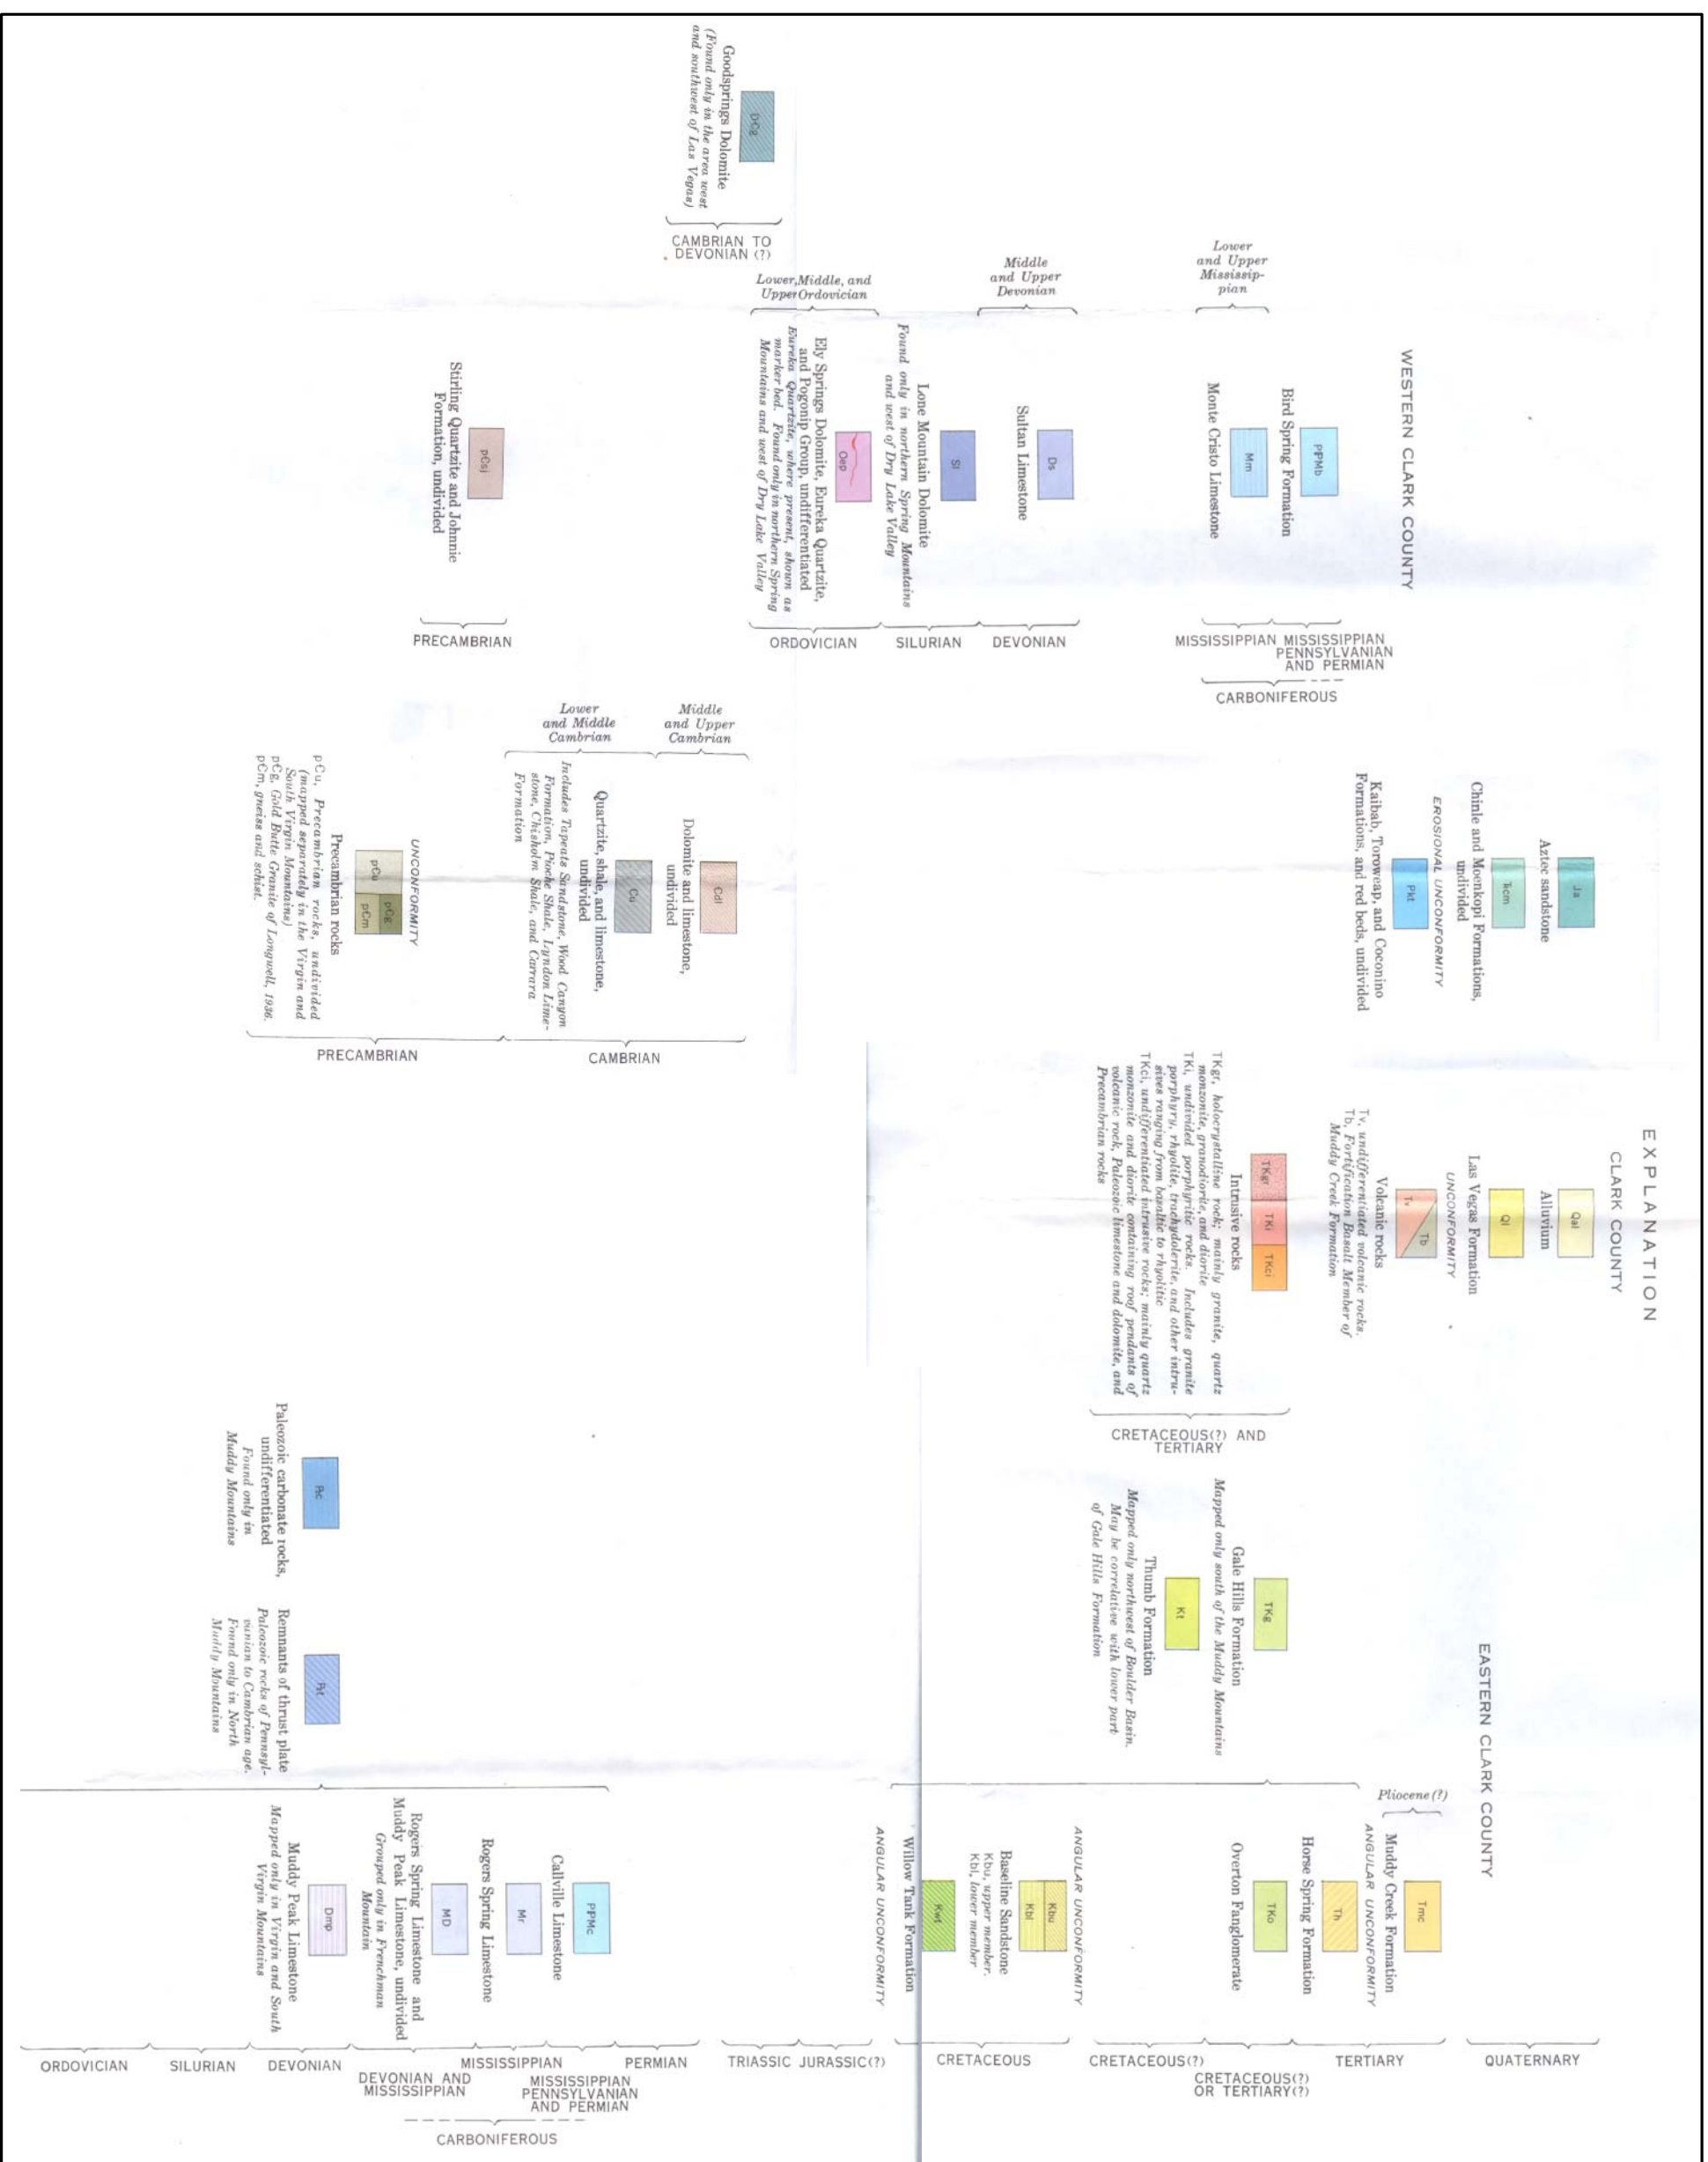 EXPLANATION
CLARK COUNTY
WESTERN CLARK COUNTY
EASTERN CLARK COUNTY
Qal
Alluvium
Ql
Las Vegas Formation
UNCONFORMITY
Tv
Tb
Volcanic rocks
Tv, undifferentiated volcanic rocks.
Tb, Fortification Basalt Member of
Muddy Creek Formation
TKgr
TKi
TKci
Intrusive rocks
TKgr, holocrystalline rock; mainly granite, quartz
monzonite, granodiorite, and diorite
TKi, undivided porphyritic rocks. Includes granite
porphyry, rhyolite, trachydolerite, and other intru-
sives ranging from basaltic to rhyolitic
TKci, undifferentiated intrusive rocks; mainly quartz
monzonite and diorite containing roof pendants of
volcanic rock, Paleozoic limestone and dolomite, and
Precambrian rocks
CRETACEOUS(?) AND
TERTIARY
Ja
Aztec sandstone
Ꞇcm
Chinle and Moenkopi Formations,
undivided
EROSIONAL UNCONFORMITY
Pkt
Kaibab, Toroweap, and Coconino
Formations, and red beds, undivided
Lower
and Upper
Mississip-
pian
PPMb
Bird Spring Formation
Mm
Monte Cristo Limestone
MISSISSIPPIAN
MISSISSIPPIAN
PENNSYLVANIAN
AND PERMIAN
CARBONIFEROUS
Middle
and Upper
Devonian
Ds
Sultan Limestone
DEVONIAN
Sl
Lone Mountain Dolomite
Found only in northern Spring Mountains
and west of Dry Lake Valley
SILURIAN
Lower, Middle, and
Upper Ordovician
Oep
Ely Springs Dolomite, Eureka Quartzite,
and Pogonip Group, undifferentiated
Eureka Quartzite, where present, shown as
marker bed. Found only in northern Spring
Mountains and west of Dry Lake Valley
ORDOVICIAN
DЄg
Goodsprings Dolomite
(Found only in the area west
and southwest of Las Vegas)
CAMBRIAN TO
DEVONIAN (?)
Middle
and Upper
Cambrian
Єdl
Dolomite and limestone,
undivided
Lower
and Middle
Cambrian
Єu
Quartzite, shale, and limestone,
undivided
Includes Tapeats Sandstone, Wood Canyon
Formation, Pioche Shale, Lyndon Lime-
stone, Chisholm Shale, and Carrara
Formation
CAMBRIAN
pЄsj
Stirling Quartzite and Johnnie
Formation, undivided
PRECAMBRIAN
UNCONFORMITY
pЄu
pЄg
pЄm
Precambrian rocks
pЄu, Precambrian rocks, undivided
(mapped separately in the Virgin and
South Virgin Mountains)
pЄg, Gold Butte Granite of Longwell, 1936.
pЄm, gneiss and schist.
PRECAMBRIAN
Pliocene (?)
Tmc
Muddy Creek Formation
ANGULAR UNCONFORMITY
Th
Horse Spring Formation
TKo
Overton Fanglomerate
TKg
Gale Hills Formation
Mapped only south of the Muddy Mountains
Kt
Thumb Formation
Mapped only northwest of Boulder Basin.
May be correlative with lower part
of Gale Hills Formation
ANGULAR UNCONFORMITY
Kbu
Kbl
Baseline Sandstone
Kbu, upper member.
Kbl, lower member
Kwt
Willow Tank Formation
ANGULAR UNCONFORMITY
PPMc
Callville Limestone
Mr
Rogers Spring Limestone
MD
Rogers Spring Limestone and
Muddy Peak Limestone, undivided
Grouped only in Frenchman
Mountain
Dmp
Muddy Peak Limestone
Mapped only in Virgin and South
Virgin Mountains
Paleozoic carbonate rocks,
undifferentiated
Found only in
Muddy Mountains
Remnants of thrust plate
Paleozoic rocks of Pennsyl-
vanian to Cambrian age.
Found only in North
Muddy Mountains
QUATERNARY
TERTIARY
CRETACEOUS(?)
OR TERTIARY(?)
CRETACEOUS(?)
CRETACEOUS
JURASSIC(?)
TRIASSIC
PERMIAN
MISSISSIPPIAN
PENNSYLVANIAN
AND PERMIAN
MISSISSIPPIAN
DEVONIAN AND
MISSISSIPPIAN
CARBONIFEROUS
DEVONIAN
SILURIAN
ORDOVICIAN